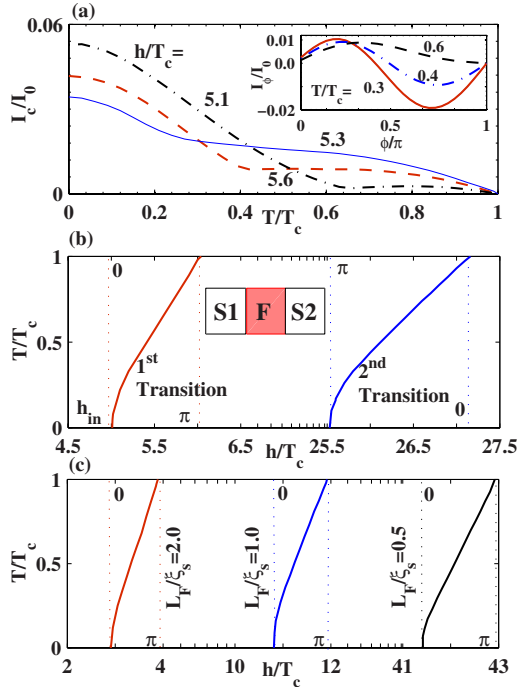 (a)
0.06
h/T_c=
I_c/I_0
5.1
5.3
5.6
0
0 0.2 0.4 0.6 0.8 1
T/T_c
0.01
0
−0.02
I_ϕ/I_0
T/T_c=
0.6
0.4
0.3
0 0.5 1
ϕ/π
(b)
1
0.5
0
T/T_c
0
π
S1 F S2
1st
Transition
2nd
Transition
h_in
π
0
4.5 5.5 6.5 25.5 26.5 27.5
h/T_c
(c)
1
0.5
0
T/T_c
0
0
0
L_F/ξ_s=2.0
L_F/ξ_s=1.0
L_F/ξ_s=0.5
π
π
π
2 4 10 12 41 43
h/T_c